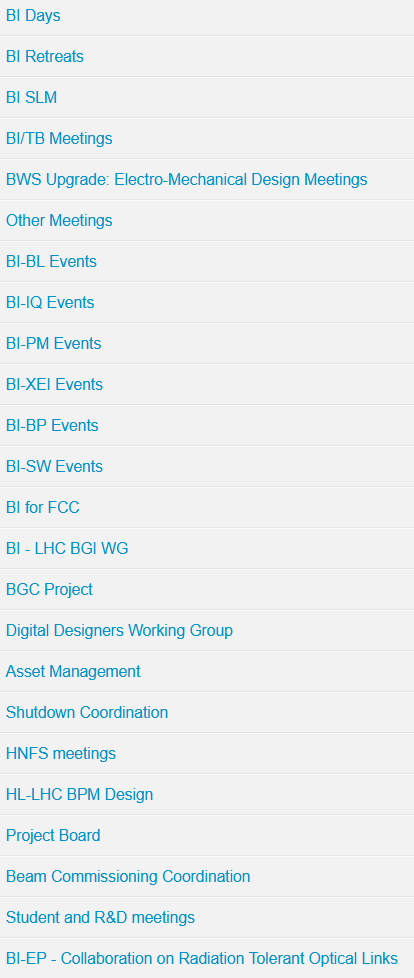 BI Days
BI Retreats
BI SLM
BI/TB Meetings
BWS Upgrade: Electro-Mechanical Design Meetings
Other Meetings
BI-BL Events
BI-IQ Events
BI-PM Events
BI-XEI Events
BI-BP Events
BI-SW Events
BI for FCC
BI - LHC BGI WG
BGC Project
Digital Designers Working Group
Asset Management
Shutdown Coordination
HNFS meetings
HL-LHC BPM Design
Project Board
Beam Commissioning Coordination
Student and R&D meetings
BI-EP - Collaboration on Radiation Tolerant Optical Links